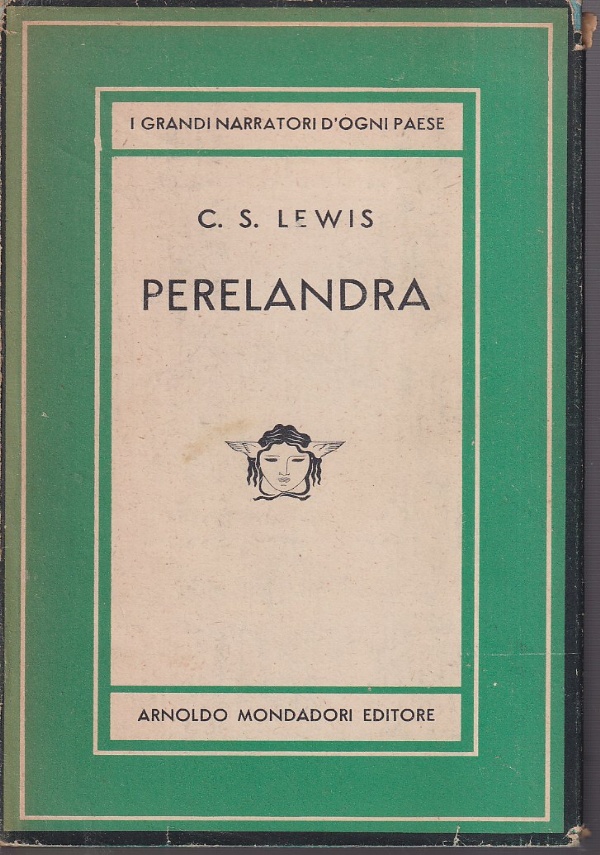 I GRANDI NARRATORI D'OGNI PAESE
C. S. LEWIS
PERELANDRA
ARNOLDO MONDADORI EDITORE